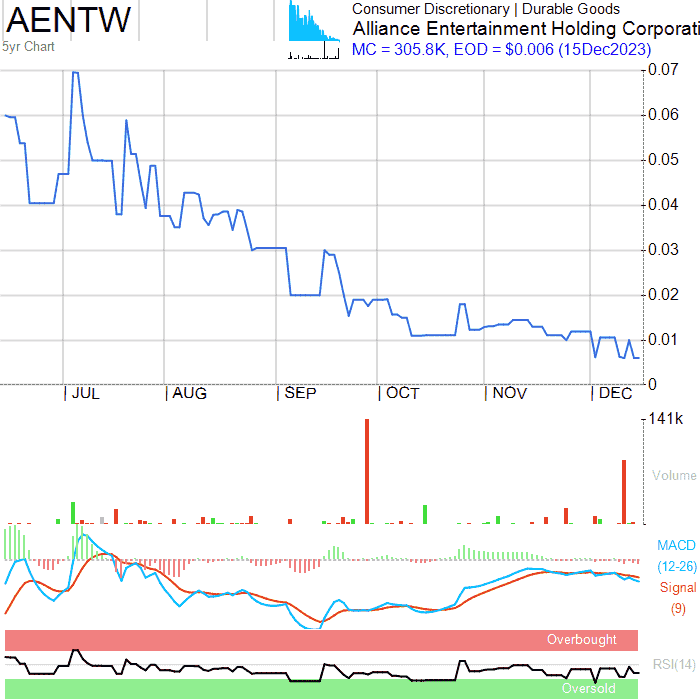 AENTW
5yr Chart
Consumer Discretionary | Durable Goods
Alliance Entertainment Holding Corporati
MC = 305.8K, EOD = $0.006 (15Dec2023)
0.07
0.06
0.05
0.04
0.03
0.02
0.01
0
JUL AUG SEP OCT NOV DEC
141k
Volume
MACD
(12-26)
Signal
(9)
Overbought
RSI(14)
Oversold